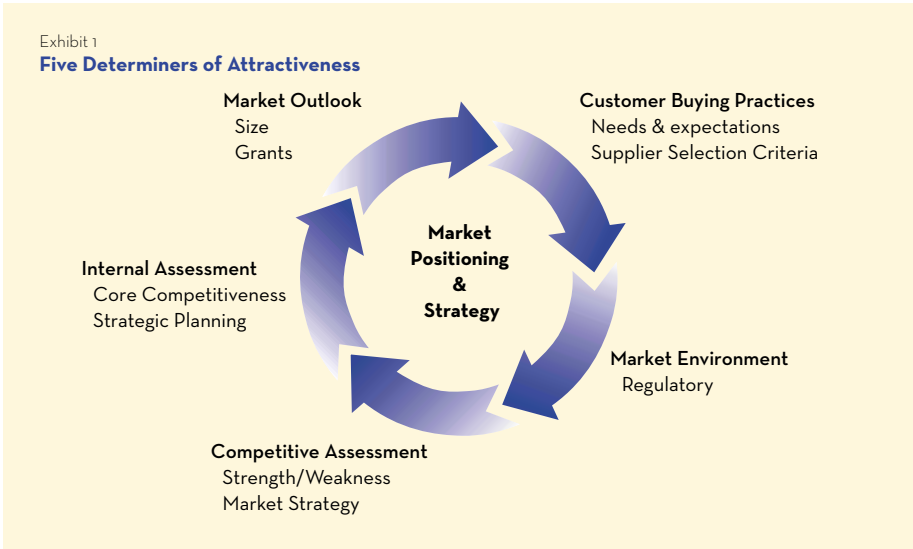 Exhibit 1
Five Determiners of Attractiveness
Market Outlook
Size
Grants
Customer Buying Practices
Needs & expectations
Supplier Selection Criteria
Market
Positioning
&
Strategy
Internal Assessment
Core Competitiveness
Strategic Planning
Market Environment
Regulatory
Competitive Assessment
Strength/Weakness
Market Strategy